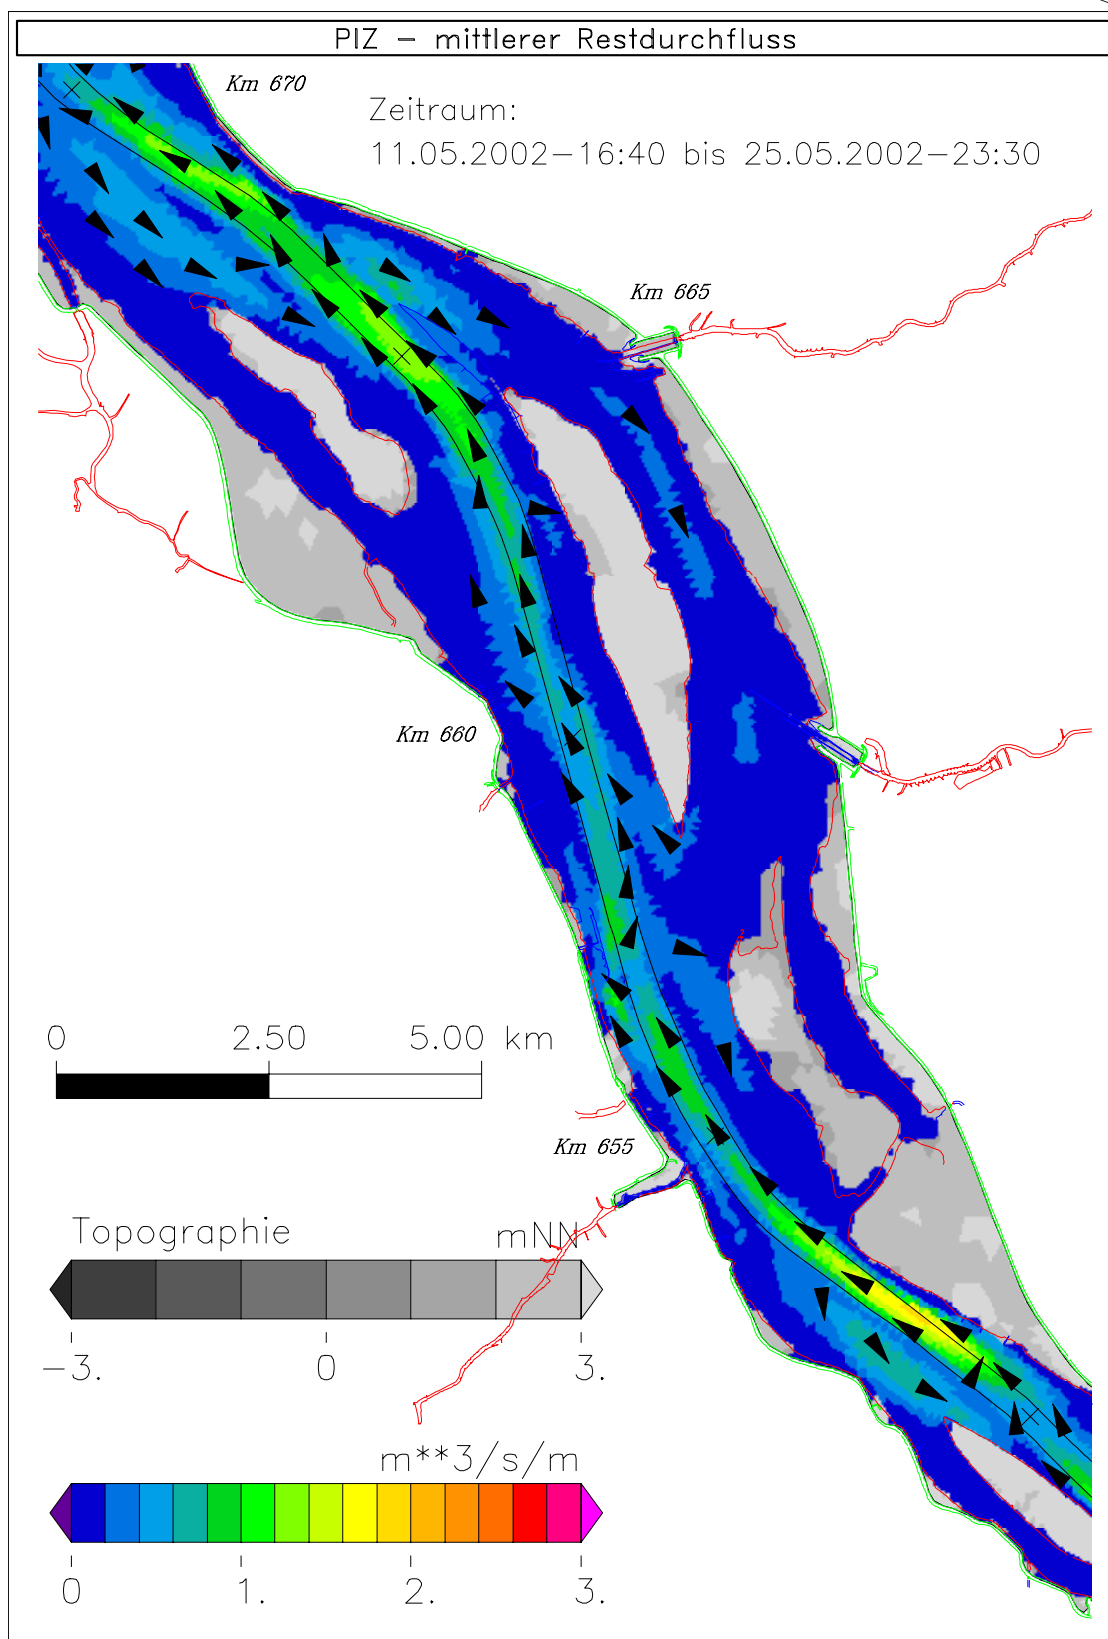 PIZ – mittlerer Restdurchfluss
Km 670
Zeitraum:
11.05.2002–16:40 bis 25.05.2002–23:30
Km 665
Km 660
0 2.50 5.00 km
Km 655
Topographie mNN
–3. 0 3.
m**3/s/m
0 1. 2. 3.